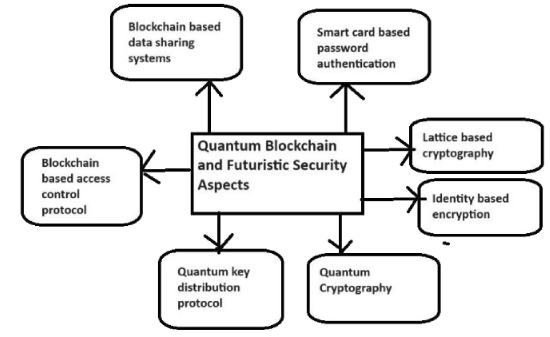 Blockchain based
data sharing
systems
Smart card based
password
authentication
Quantum Blockchain
and Futuristic Security
Aspects
Lattice based
cryptography
Blockchain
based access
control
protocol
Identity based
encryption
Quantum key
distribution
protocol
Quantum
Cryptography